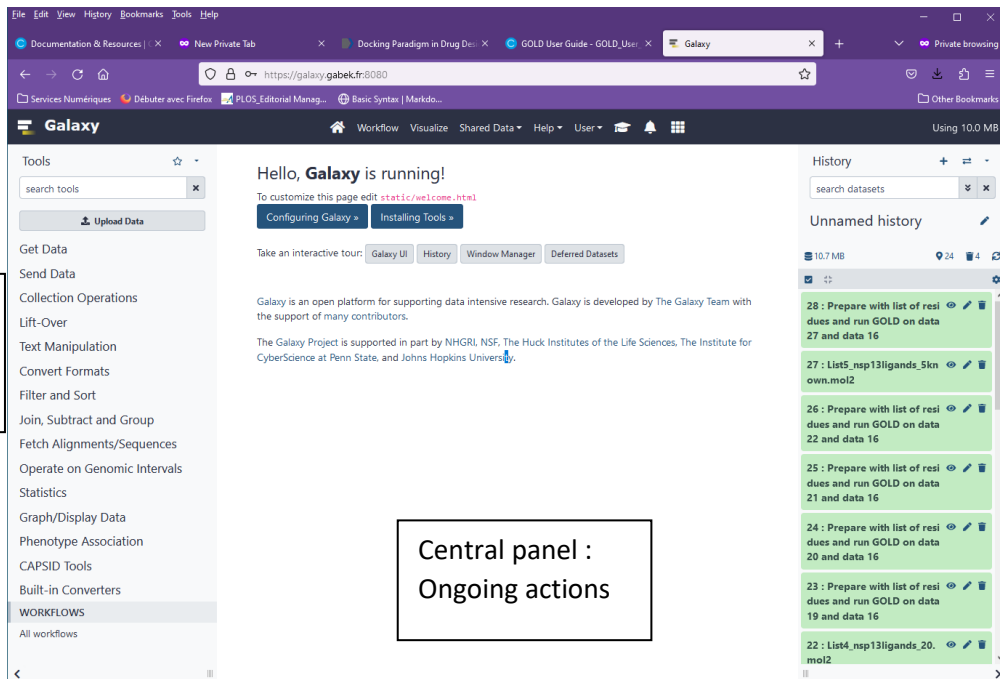 File Edit View History Bookmarks Tools Help
Documentation & Resources |
New Private Tab
Docking Paradigm in Drug Desi
GOLD User Guide - GOLD_User_
Galaxy
Private browsing
https://galaxy.gabek.fr:8080
Services Numériques
Débuter avec Firefox
PLOS_Editorial Manag...
Basic Syntax | Markdo...
Other Bookmarks
Galaxy
Workflow Visualize Shared Data Help User
Using 10.0 MB
Tools
search tools
Upload Data
Get Data
Send Data
Collection Operations
Lift-Over
Text Manipulation
Convert Formats
Filter and Sort
Join, Subtract and Group
Fetch Alignments/Sequences
Operate on Genomic Intervals
Statistics
Graph/Display Data
Phenotype Association
CAPSID Tools
Built-in Converters
WORKFLOWS
All workflows
Hello, Galaxy is running!
To customize this page edit static/welcome.html
Configuring Galaxy »
Installing Tools »
Take an interactive tour: Galaxy UI History Window Manager Deferred Datasets
Galaxy is an open platform for supporting data intensive research. Galaxy is developed by The Galaxy Team with
the support of many contributors.
The Galaxy Project is supported in part by NHGRI, NSF, The Huck Institutes of the Life Sciences, The Institute for
CyberScience at Penn State, and Johns Hopkins University.
Central panel :
Ongoing actions
History
search datasets
Unnamed history
10.7 MB
24
4
28 : Prepare with list of resi
dues and run GOLD on data
27 and data 16
27 : List5_nsp13ligands_5kn
own.mol2
26 : Prepare with list of resi
dues and run GOLD on data
22 and data 16
25 : Prepare with list of resi
dues and run GOLD on data
21 and data 16
24 : Prepare with list of resi
dues and run GOLD on data
20 and data 16
23 : Prepare with list of resi
dues and run GOLD on data
19 and data 16
22 : List4_nsp13ligands_20.
mol2